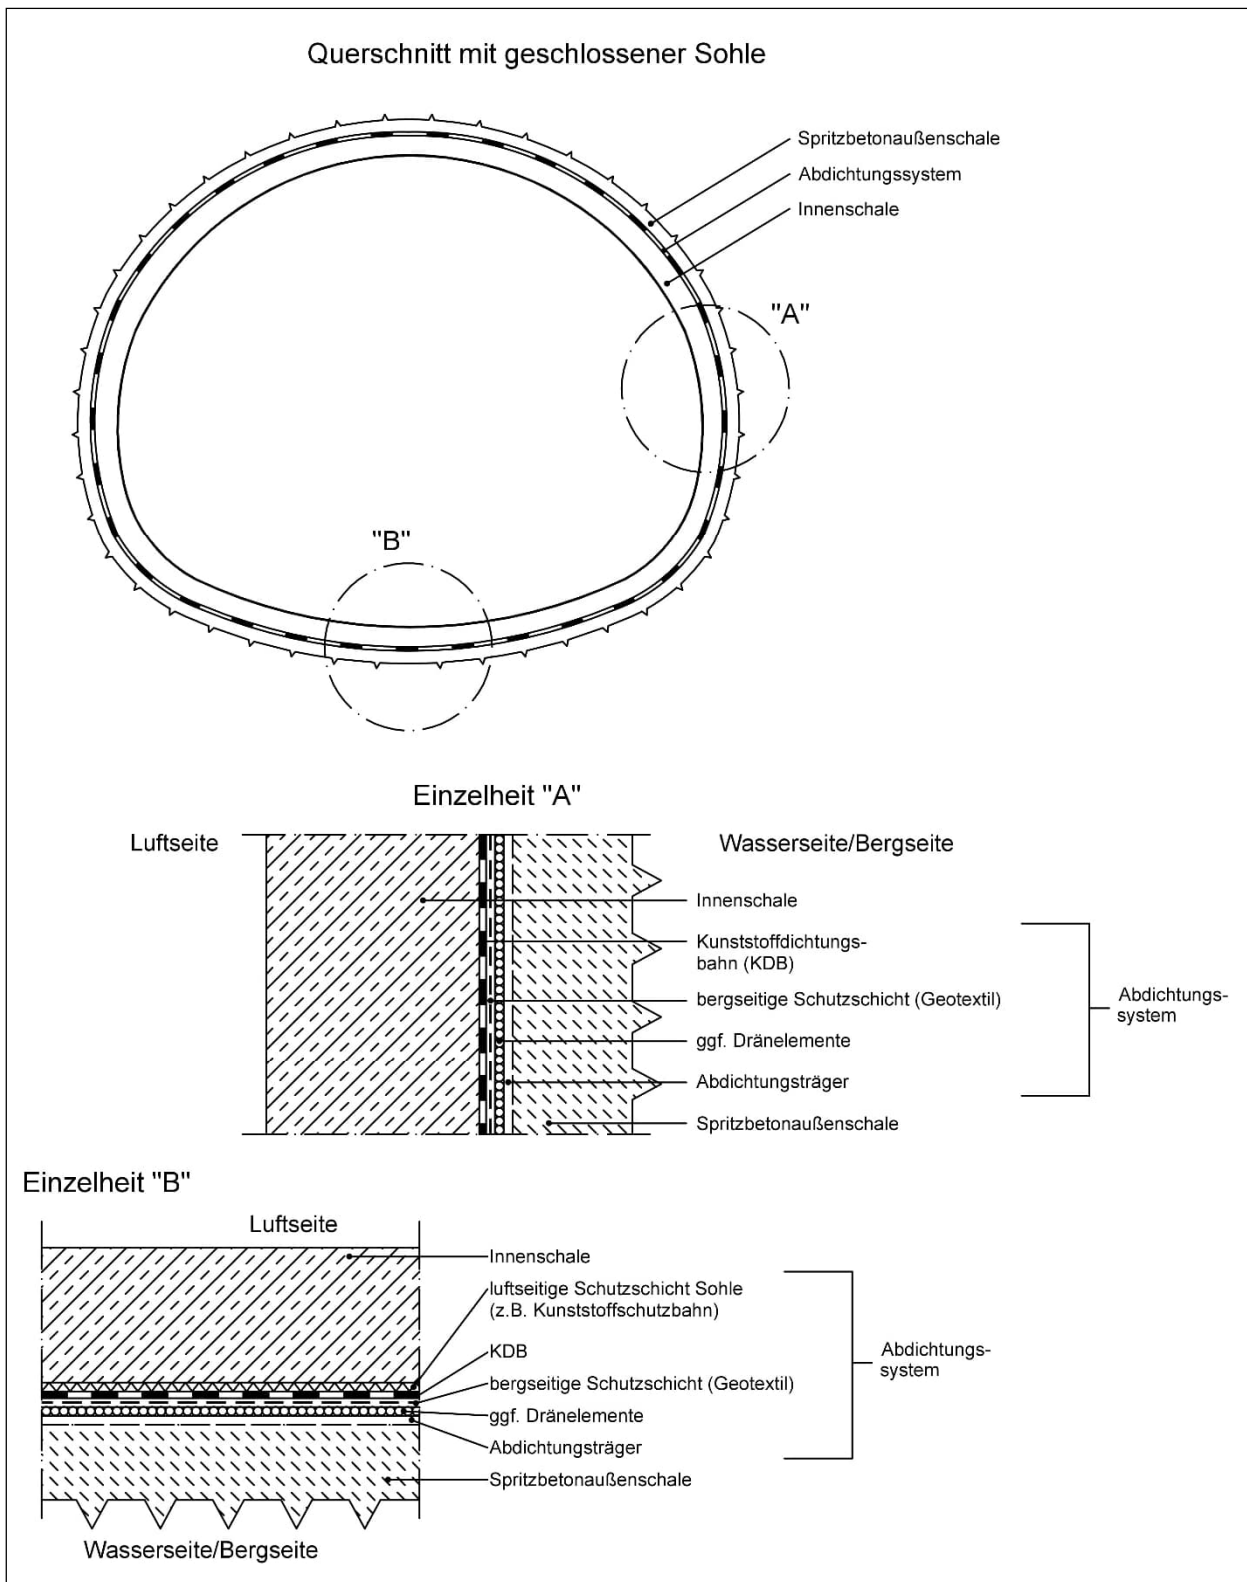 Querschnitt mit geschlossener Sohle
Spritzbetonaußenschale
Abdichtungssystem
Innenschale
"A"
"B"
Einzelheit "A"
Luftseite
Wasserseite/Bergseite
Innenschale
Kunststoffdichtungs-
bahn (KDB)
bergseitige Schutzschicht (Geotextil)
ggf. Dränelemente
Abdichtungsträger
Spritzbetonaußenschale
Abdichtungs-
system
Einzelheit "B"
Luftseite
Innenschale
luftseitige Schutzschicht Sohle
(z.B. Kunststoffschutzbahn)
KDB
bergseitige Schutzschicht (Geotextil)
ggf. Dränelemente
Abdichtungsträger
Spritzbetonaußenschale
Abdichtungs-
system
Wasserseite/Bergseite